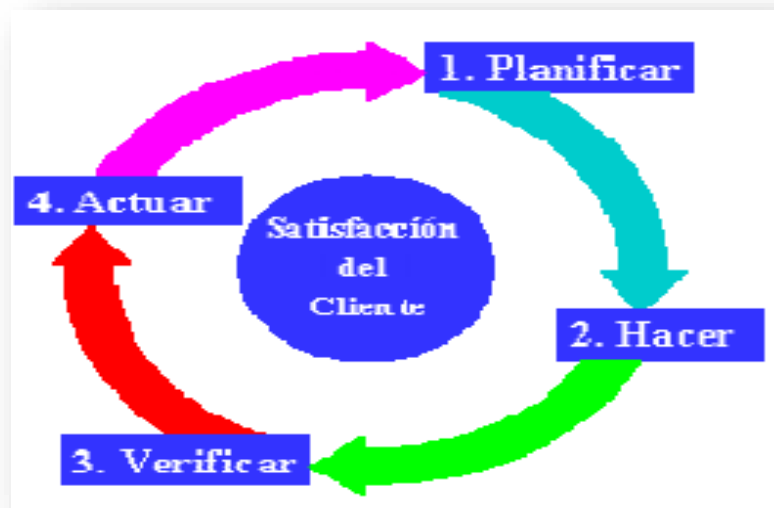 1. Planificar
2. Hacer
3. Verificar
4. Actuar
Satisfacción
del
Cliente